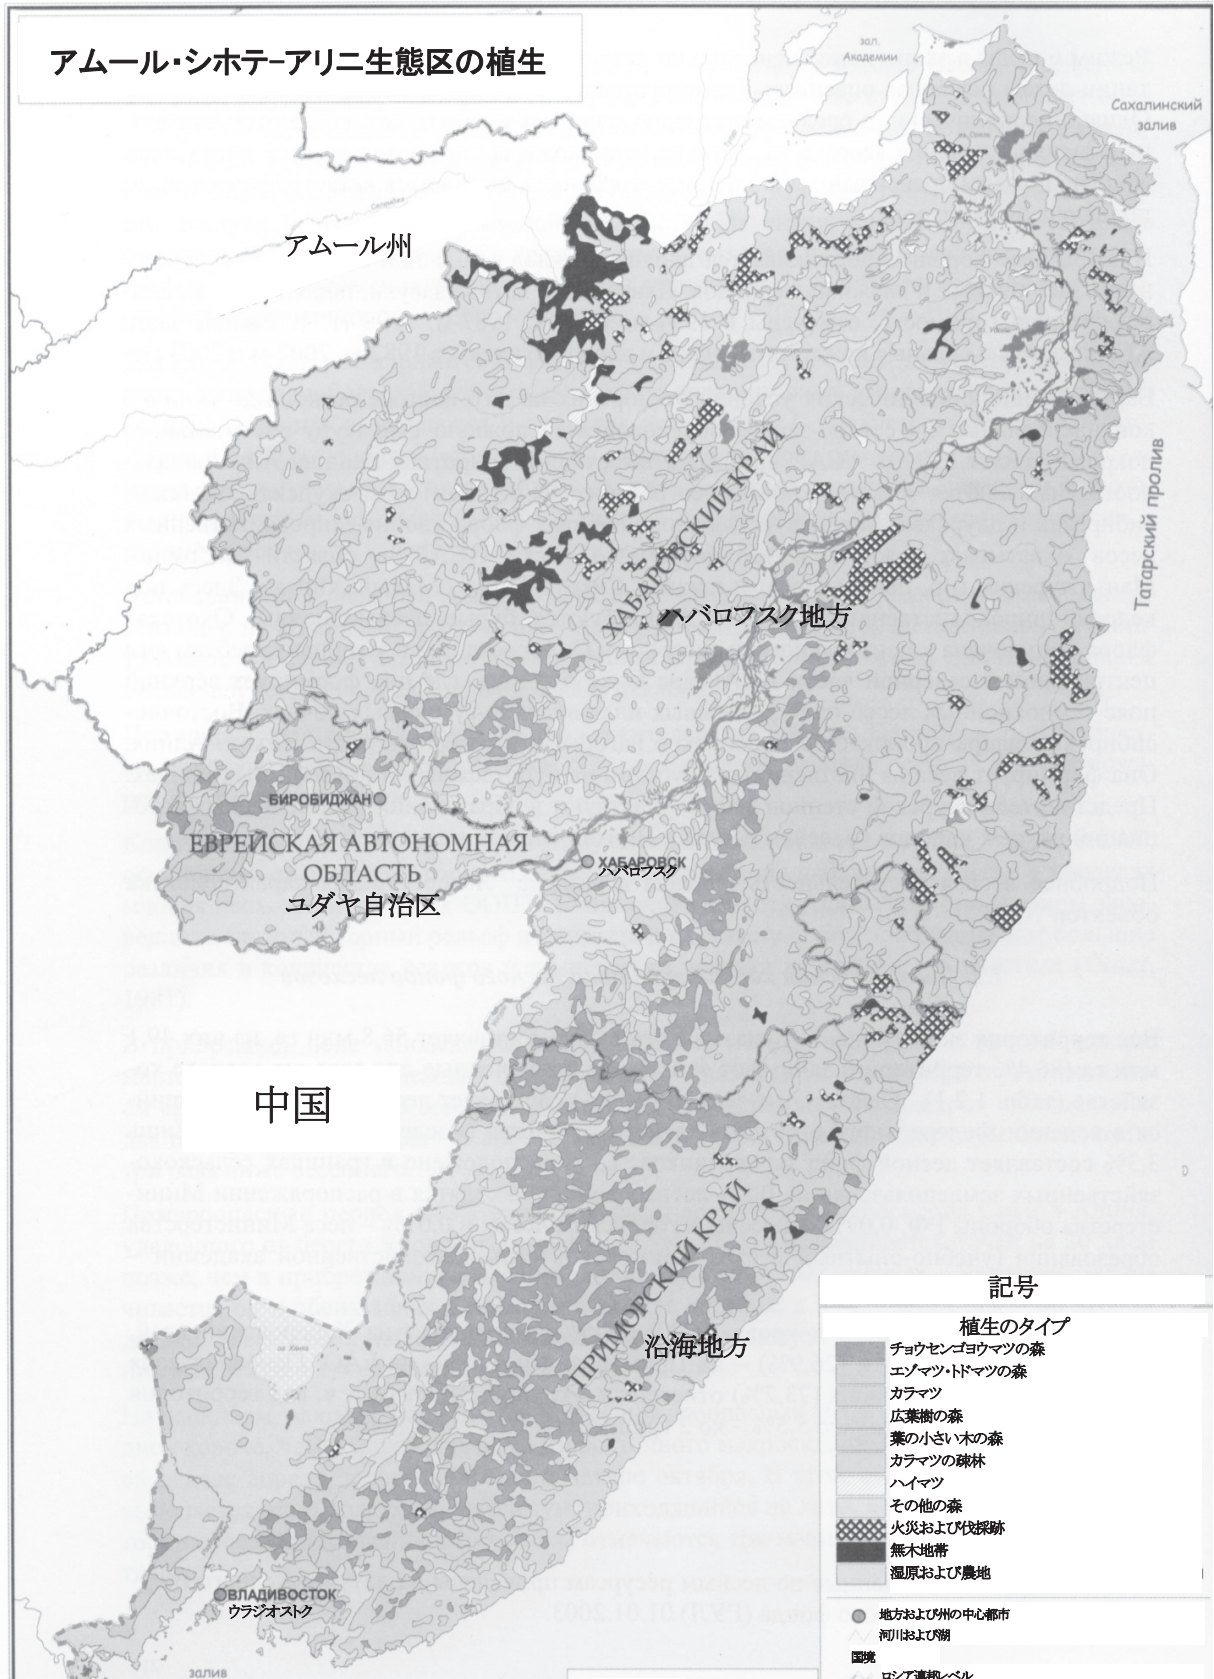 アムール・シホテ-アリニ生態区の植生
зал.
Академии
Сахалинский
залив
アムール州
Татарский пролив
ХАБАРОВСКИЙ КРАЙ
ハバロフスク地方
БИРОБИДЖАН
ЕВРЕЙСКАЯ АВТОНОМНАЯ
ОБЛАСТЬ
ユダヤ自治区
ХАБАРОВСК
ハバロフスク
中国
ПРИМОРСКИЙ КРАЙ
沿海地方
ВЛАДИВОСТОК
ウラジオストク
залив
記号
植生のタイプ
チョウセンゴヨウマツの森
エゾマツ・トドマツの森
カラマツ
広葉樹の森
葉の小さい木の森
カラマツの疎林
ハイマツ
その他の森
火災および伐採跡
無木地帯
湿原および農地
地方および州の中心都市
河川および湖
国境
ロシア連邦レベル